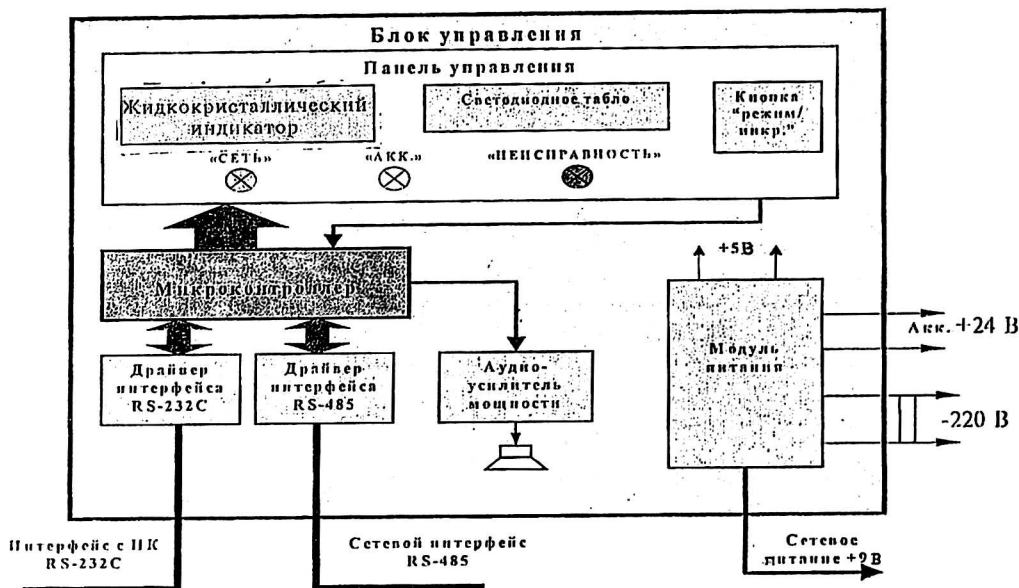 Блок управления
Панель управления
Жидкокристаллический
индикатор
Светодиодное табло
Кнопка
“режим/
инкр.”
«СЕТЬ»
«АКК.»
«НЕИСПРАВНОСТЬ»
+5В
Микроконтроллер
Модуль
питания
Акк. +24 В
-220 В
Драйвер
интерфейса
RS-232C
Драйвер
интерфейса
RS-485
Аудио-
усилитель
мощности
Интерфейс с ПК
RS-232C
Сетевой интерфейс
RS-485
Сетевое
питание +9В